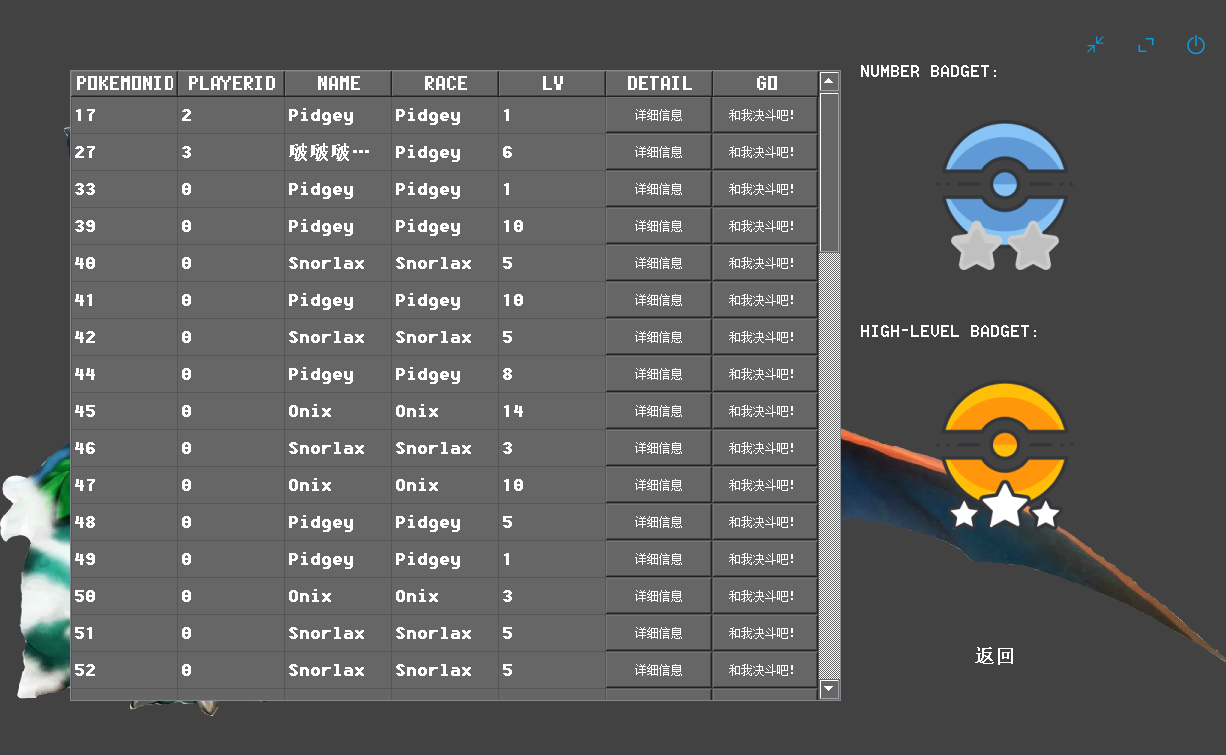 POKEMONID PLAYERID NAME RACE LV DETAIL GO
17 2 Pidgey Pidgey 1 详细信息 和我决斗吧!
27 3 啵啵啵… Pidgey 6 详细信息 和我决斗吧!
33 0 Pidgey Pidgey 1 详细信息 和我决斗吧!
39 0 Pidgey Pidgey 10 详细信息 和我决斗吧!
40 0 Snorlax Snorlax 5 详细信息 和我决斗吧!
41 0 Pidgey Pidgey 10 详细信息 和我决斗吧!
42 0 Snorlax Snorlax 5 详细信息 和我决斗吧!
44 0 Pidgey Pidgey 8 详细信息 和我决斗吧!
45 0 Onix Onix 14 详细信息 和我决斗吧!
46 0 Snorlax Snorlax 3 详细信息 和我决斗吧!
47 0 Onix Onix 10 详细信息 和我决斗吧!
48 0 Pidgey Pidgey 5 详细信息 和我决斗吧!
49 0 Pidgey Pidgey 1 详细信息 和我决斗吧!
50 0 Onix Onix 3 详细信息 和我决斗吧!
51 0 Snorlax Snorlax 5 详细信息 和我决斗吧!
52 0 Snorlax Snorlax 5 详细信息 和我决斗吧!
NUMBER BADGET:
HIGH-LEVEL BADGET:
返回